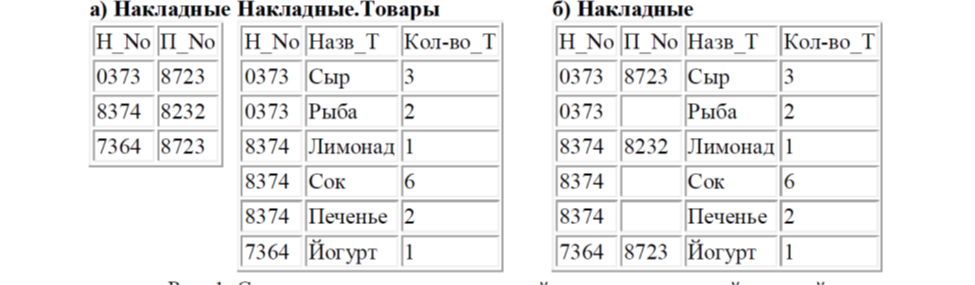 а) Накладные Накладные.Товары б) Накладные
Н_No П_No Н_No Назв_Т Кол-во_Т Н_No П_No Назв_Т Кол-во_Т
0373 8723 0373 Сыр 3 0373 8723 Сыр 3
8374 8232 0373 Рыба 2 0373 Рыба 2
7364 8723 8374 Лимонад 1 8374 8232 Лимонад 1
8374 Сок 6 8374 Сок 6
8374 Печенье 2 8374 Печенье 2
7364 Йогурт 1 7364 8723 Йогурт 1